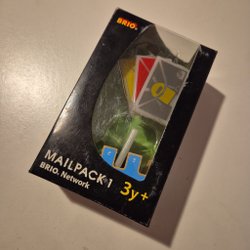 BRIO.
MAILPACK 1
BRIO. Network
3y+